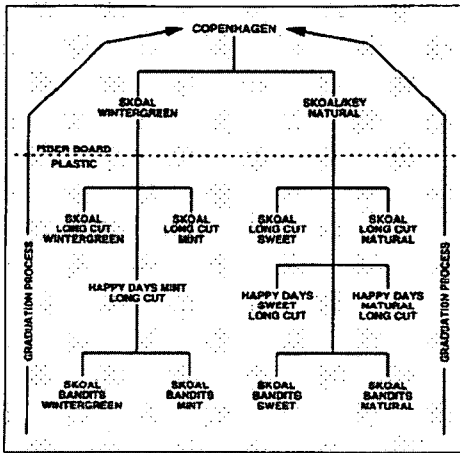 COPENHAGEN
SKOAL
WINTERGREEN
SKOAL/KEY
NATURAL
FIBER BOARD
PLASTIC
SKOAL
LONG CUT
WINTERGREEN
SKOAL
LONG CUT
MINT
SKOAL
LONG CUT
SWEET
SKOAL
LONG CUT
NATURAL
HAPPY DAYS MINT
LONG CUT
HAPPY DAYS
SWEET
LONG CUT
HAPPY DAYS
NATURAL
LONG CUT
SKOAL
BANDITS
WINTERGREEN
SKOAL
BANDITS
MINT
SKOAL
BANDITS
SWEET
SKOAL
BANDITS
NATURAL
GRADUATION PROCESS
GRADUATION PROCESS